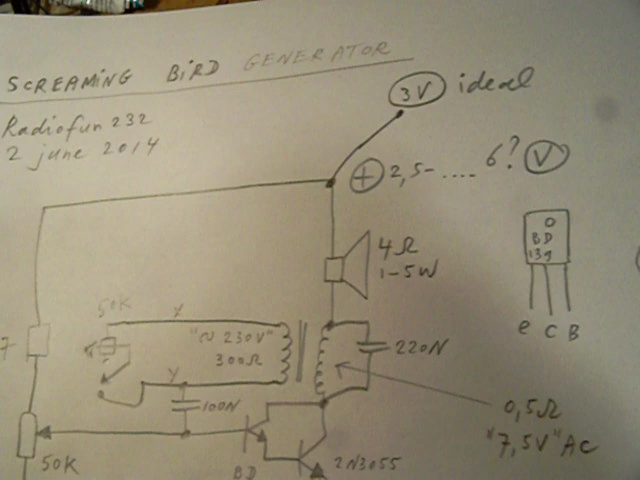 SCREAMING BIRD GENERATOR
Radiofun 232
2 june 2014
3V ideal
+ 2,5-.... 6? V
4Ω
1-5W
O
BD
139
e C B
50K
Y
"~ 230V"
300Ω
220N
7
Y
100N
0,5Ω
"7,5V" AC
50K
BD
2N3055